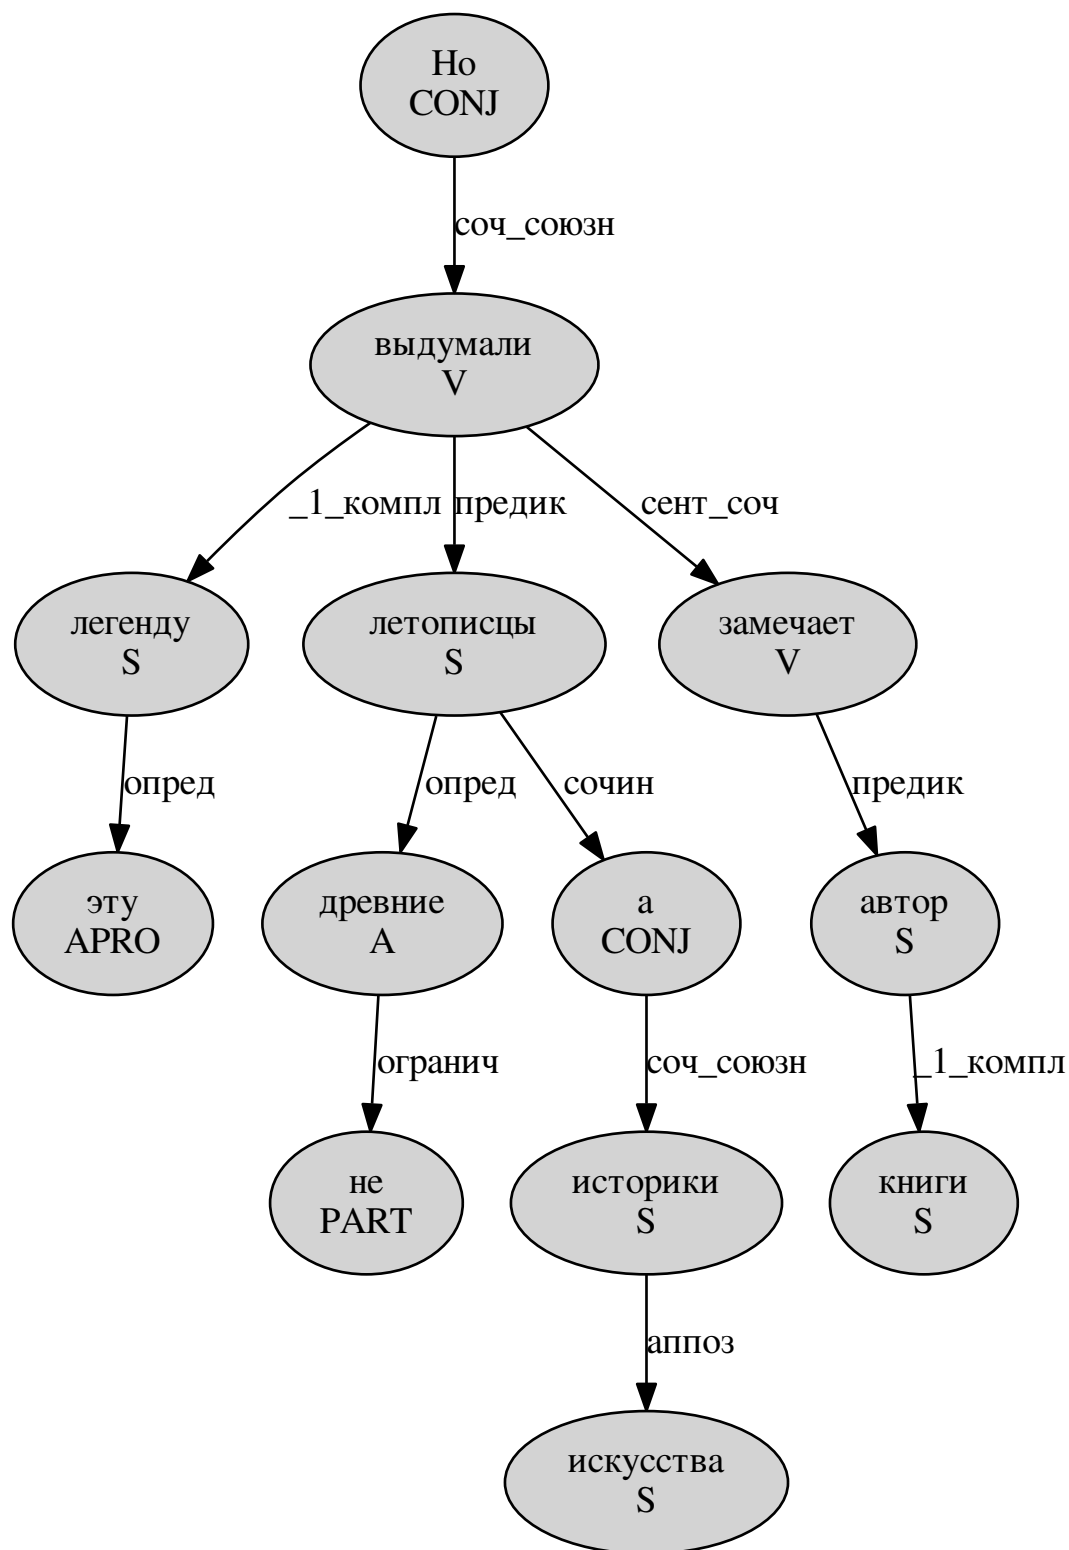 Но
CONJ
соч_союзн
выдумали
V
_1_компл
предик
сент_соч
легенду
S
летописцы
S
замечает
V
опред
опред
сочин
предик
эту
APRO
древние
A
а
CONJ
автор
S
огранич
соч_союзн
_1_компл
не
PART
историки
S
книги
S
аппоз
искусства
S